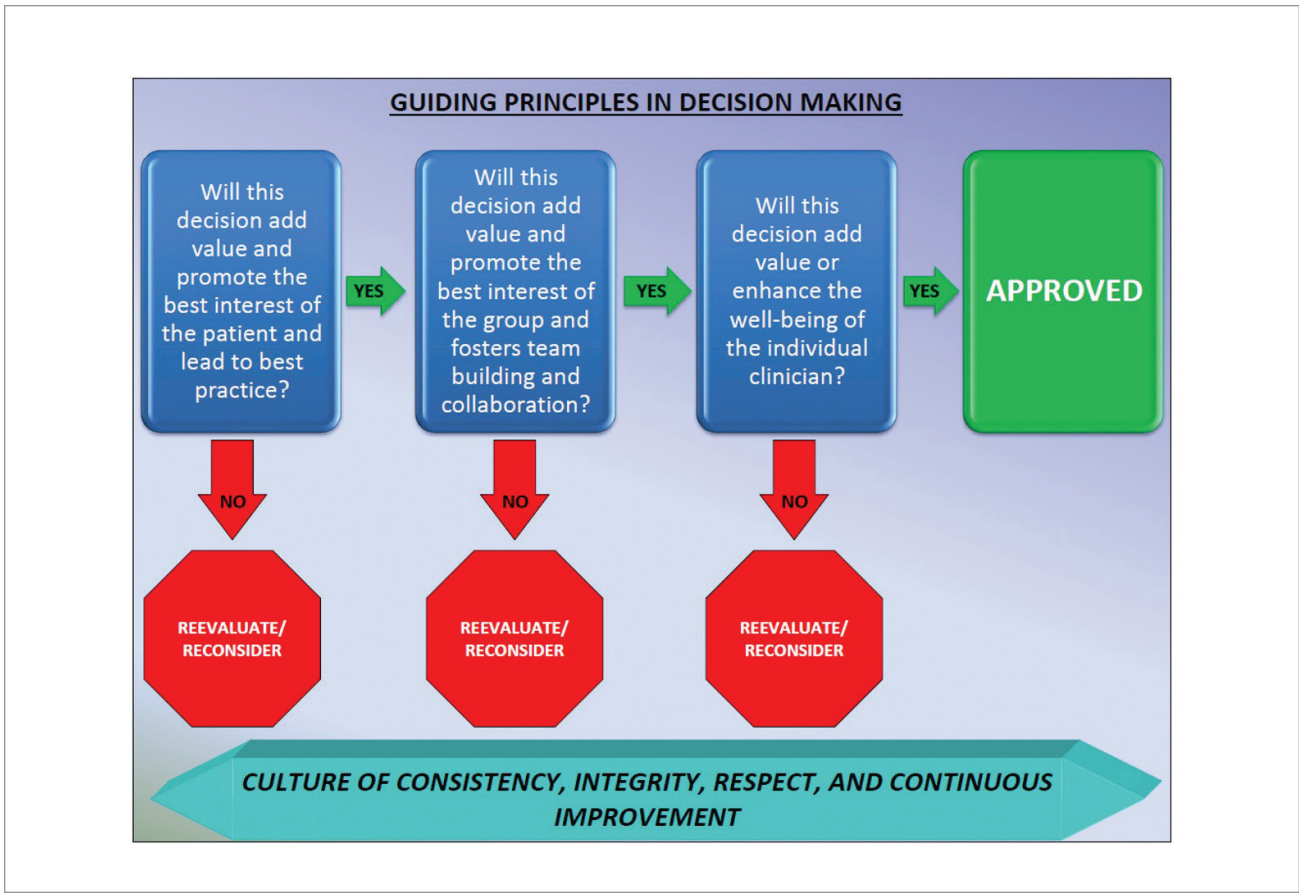 GUIDING PRINCIPLES IN DECISION MAKING
Will this
decision add
value and
promote the
best interest of
the patient and
lead to best
practice?
YES
Will this
decision add
value and
promote the
best interest of
the group and
fosters team
building and
collaboration?
YES
Will this
decision add
value or
enhance the
well-being of
the individual
clinician?
YES
APPROVED
NO
NO
NO
REEVALUATE/
RECONSIDER
REEVALUATE/
RECONSIDER
REEVALUATE/
RECONSIDER
CULTURE OF CONSISTENCY, INTEGRITY, RESPECT, AND CONTINUOUS
IMPROVEMENT